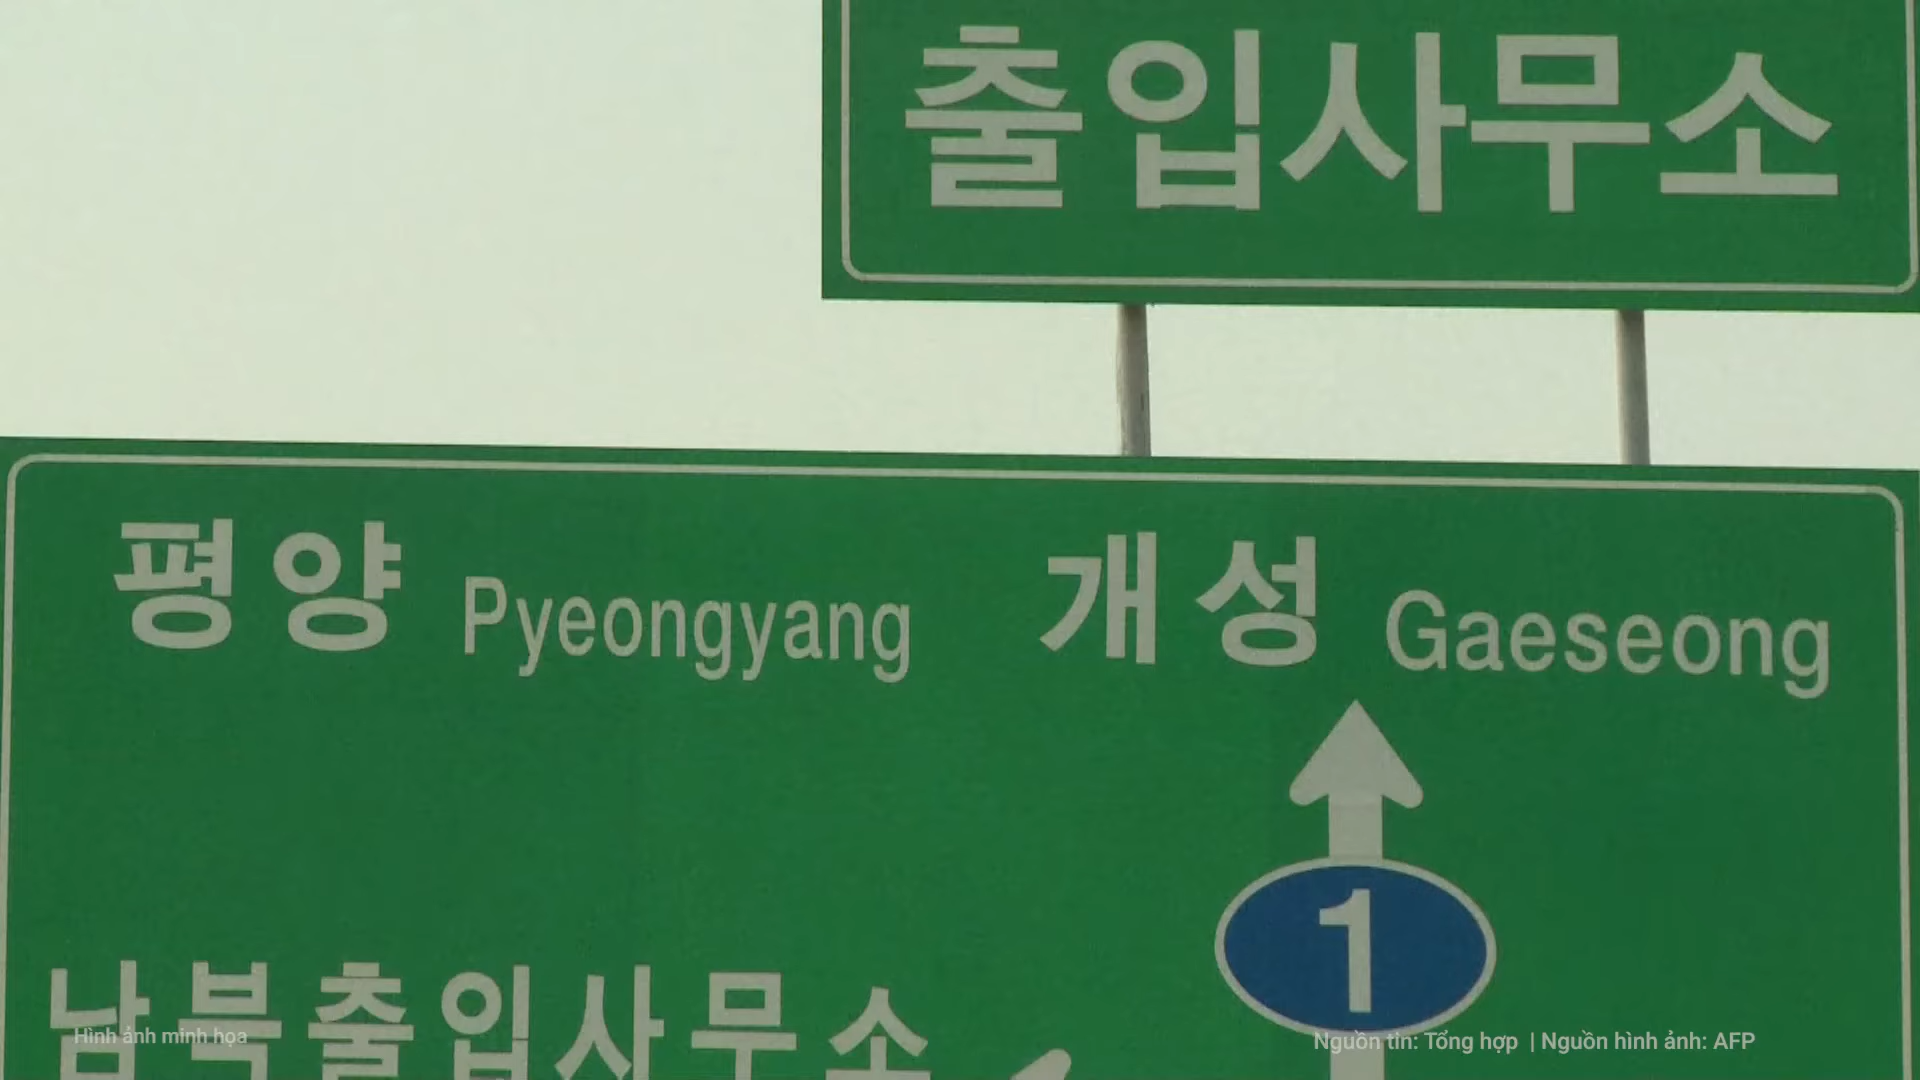 출입사무소
평양 Pyeongyang 개성 Gaeseong
1
남북출입사무소
Hình ảnh minh họa
Nguồn tin: Tổng hợp | Nguồn hình ảnh: AFP